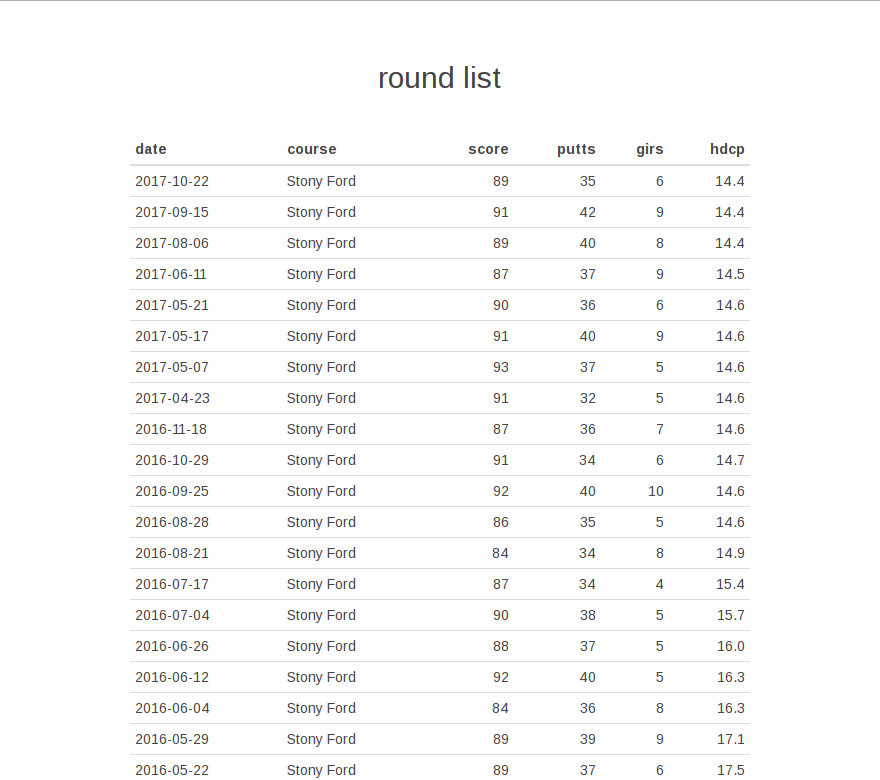 round list
date course score putts girs hdcp
2017-10-22 Stony Ford 89 35 6 14.4
2017-09-15 Stony Ford 91 42 9 14.4
2017-08-06 Stony Ford 89 40 8 14.4
2017-06-11 Stony Ford 87 37 9 14.5
2017-05-21 Stony Ford 90 36 6 14.6
2017-05-17 Stony Ford 91 40 9 14.6
2017-05-07 Stony Ford 93 37 5 14.6
2017-04-23 Stony Ford 91 32 5 14.6
2016-11-18 Stony Ford 87 36 7 14.6
2016-10-29 Stony Ford 91 34 6 14.7
2016-09-25 Stony Ford 92 40 10 14.6
2016-08-28 Stony Ford 86 35 5 14.6
2016-08-21 Stony Ford 84 34 8 14.9
2016-07-17 Stony Ford 87 34 4 15.4
2016-07-04 Stony Ford 90 38 5 15.7
2016-06-26 Stony Ford 88 37 5 16.0
2016-06-12 Stony Ford 92 40 5 16.3
2016-06-04 Stony Ford 84 36 8 16.3
2016-05-29 Stony Ford 89 39 9 17.1
2016-05-22 Stony Ford 89 37 6 17.5